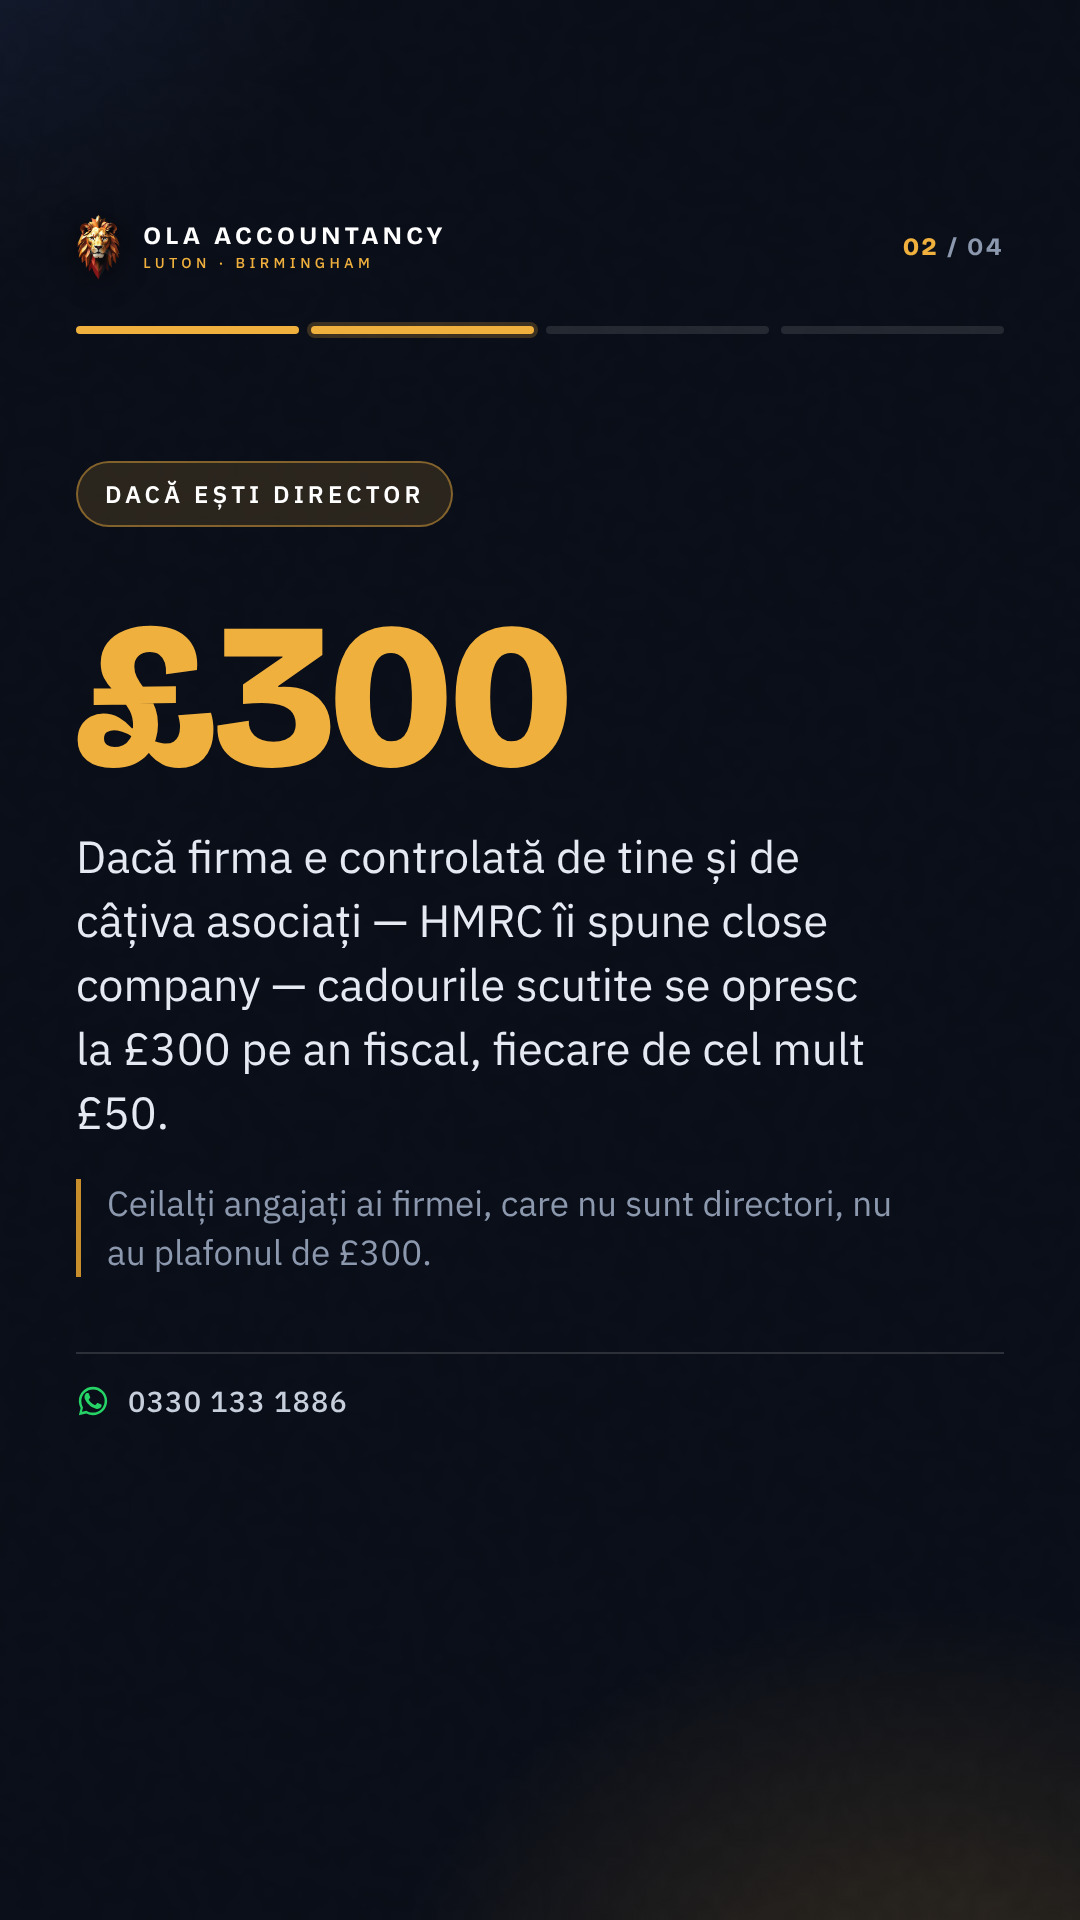 OLA ACCOUNTANCY
LUTON · BIRMINGHAM
02 / 04
DACĂ EȘTI DIRECTOR
£300
Dacă firma e controlată de tine și de
câțiva asociați — HMRC îi spune close
company — cadourile scutite se opresc
la £300 pe an fiscal, fiecare de cel mult
£50.
Ceilalți angajați ai firmei, care nu sunt directori, nu
au plafonul de £300.
0330 133 1886